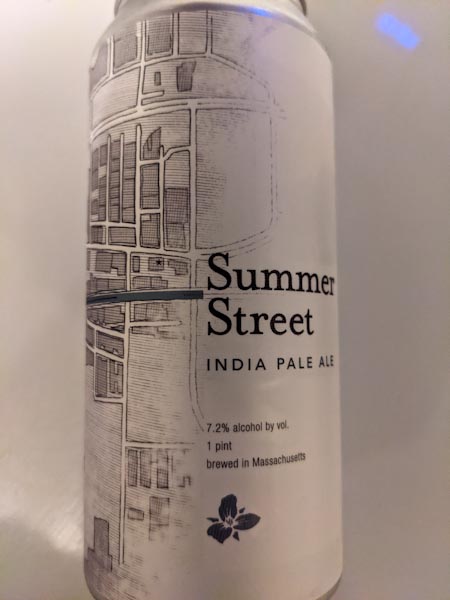 Summer
Street
INDIA PALE ALE
7.2% alcohol by vol.
1 pint
brewed in Massachusetts